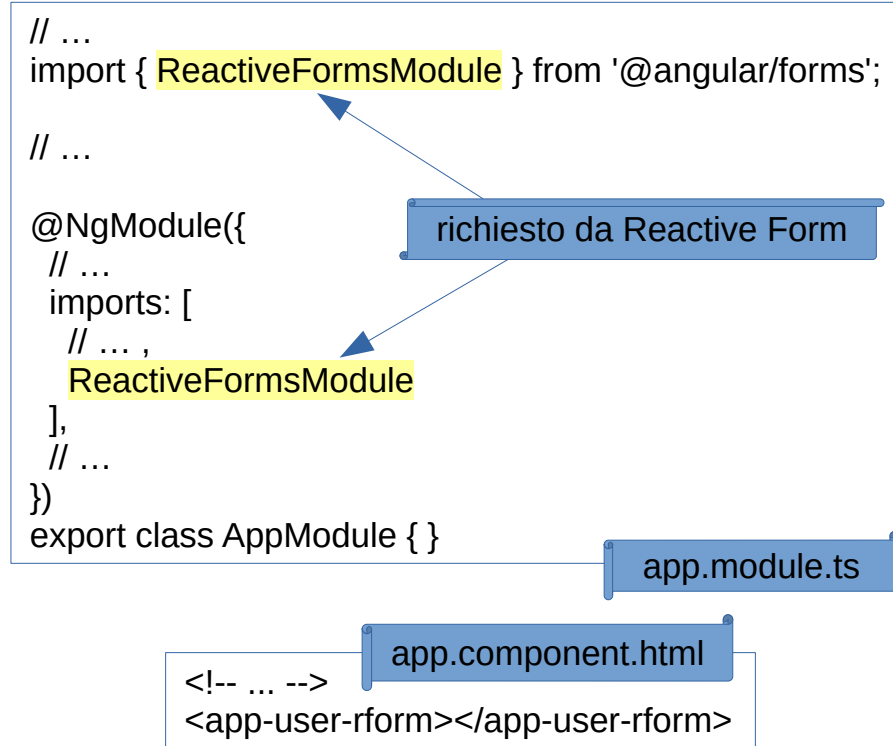 // …
import { ReactiveFormsModule } from '@angular/forms';
// …
@NgModule({
richiesto da Reactive Form
// …
imports: [
// … ,
ReactiveFormsModule
],
// …
})
export class AppModule { }
app.module.ts
app.component.html
<!-- ... -->
<app-user-rform></app-user-rform>